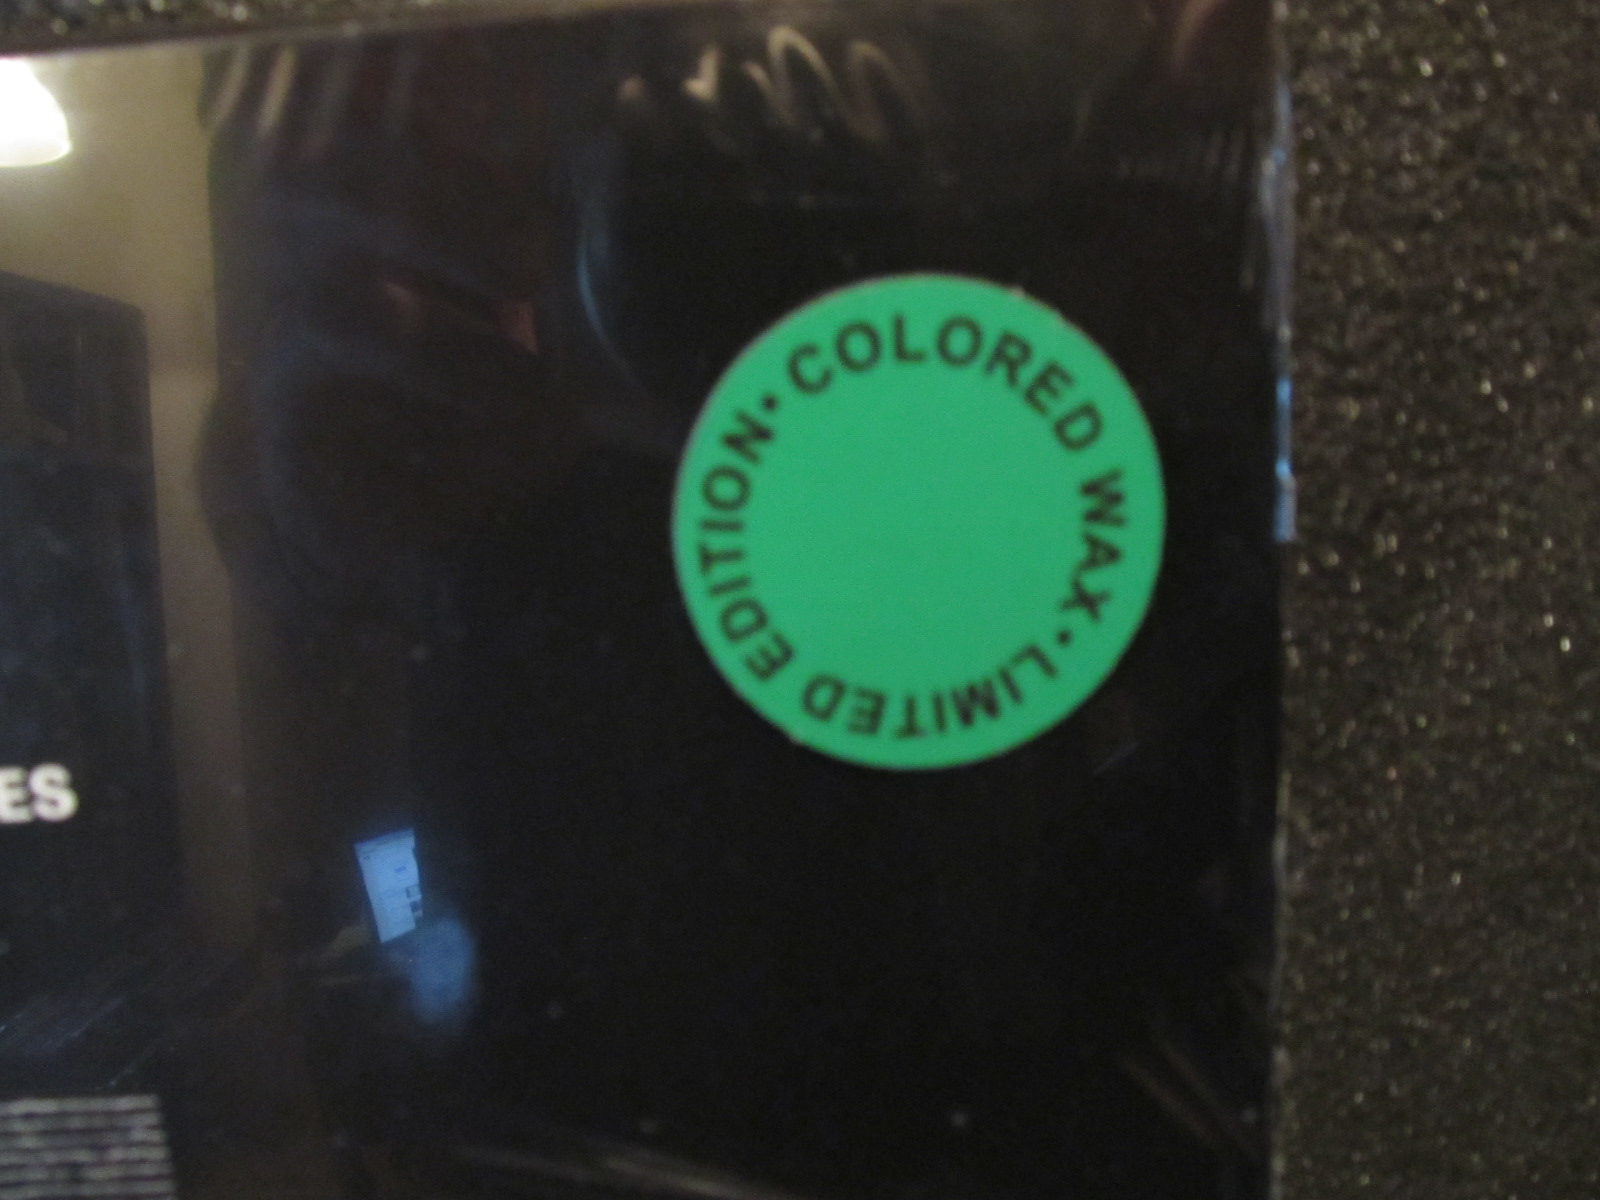 • COLORED WAX • LIMITED EDITION
ES